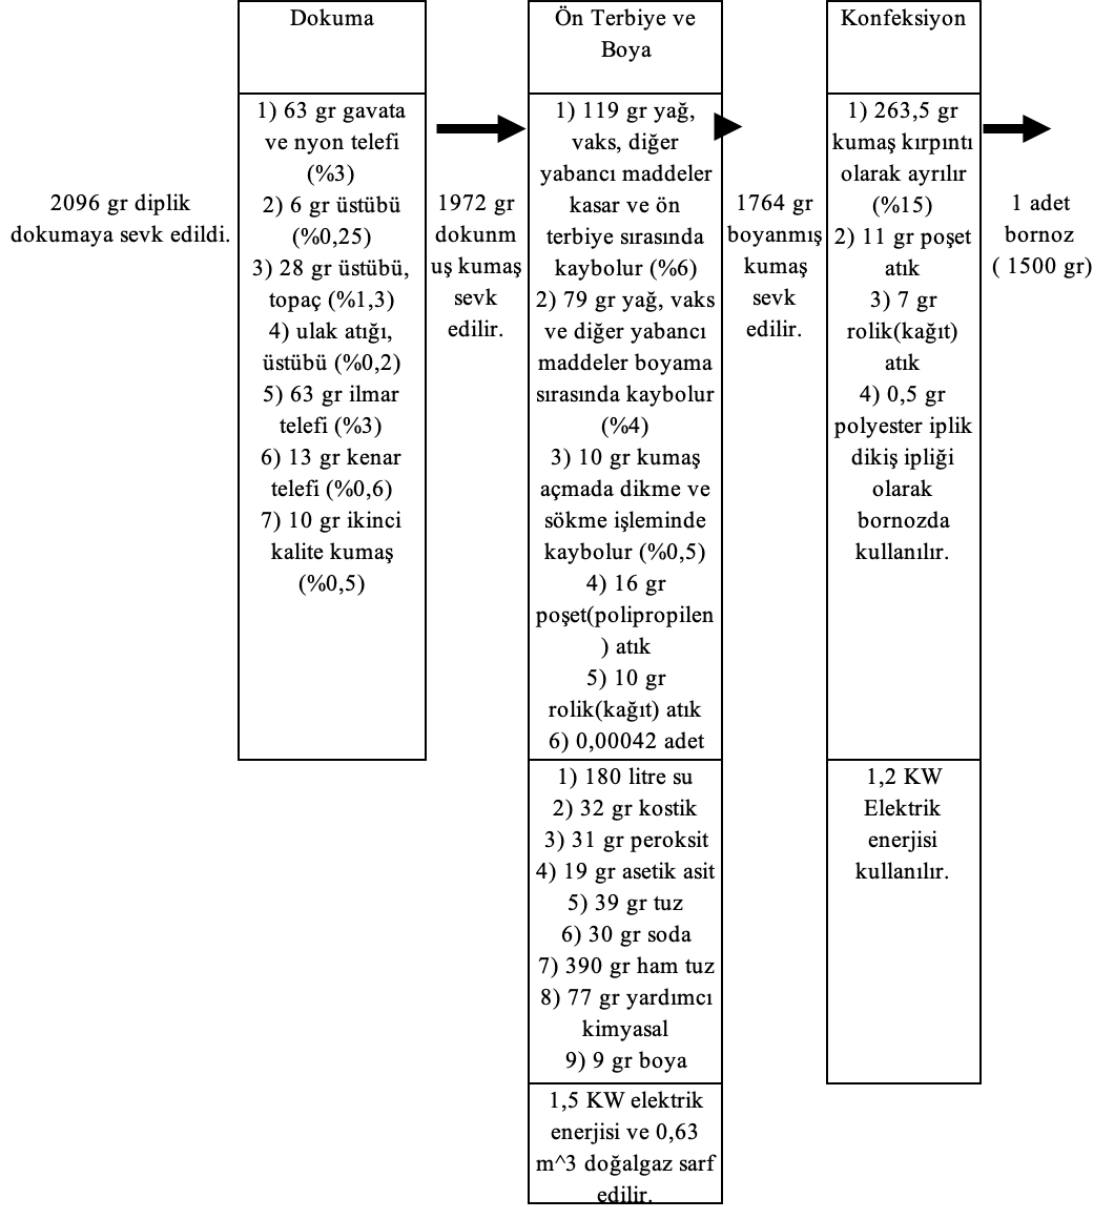 Dokuma
Ön Terbiye ve
Boya
Konfeksiyon
2096 gr diplik
dokumaya sevk edildi.
1) 63 gr gavata
ve nyon telefi
(%3)
2) 6 gr üstübü
(%0,25)
3) 28 gr üstübü,
topaç (%1,3)
4) ulak atığı,
üstübü (%0,2)
5) 63 gr ilmar
telefi (%3)
6) 13 gr kenar
telefi (%0,6)
7) 10 gr ikinci
kalite kumaş
(%0,5)
1972 gr
dokunm
uş kumaş
sevk
edilir.
1) 119 gr yağ,
vaks, diğer
yabancı maddeler
kasar ve ön
terbiye sırasında
kaybolur (%6)
2) 79 gr yağ, vaks
ve diğer yabancı
maddeler boyama
sırasında kaybolur
(%4)
3) 10 gr kumaş
açmada dikme ve
sökme işleminde
kaybolur (%0,5)
4) 16 gr
poşet(polipropilen
) atık
5) 10 gr
rolik(kağıt) atık
6) 0,00042 adet
1) 180 litre su
2) 32 gr kostik
3) 31 gr peroksit
4) 19 gr asetik asit
5) 39 gr tuz
6) 30 gr soda
7) 390 gr ham tuz
8) 77 gr yardımcı
kimyasal
9) 9 gr boya
1,5 KW elektrik
enerjisi ve 0,63
m^3 doğalgaz sarf
edilir.
1764 gr
boyanmış
kumaş
sevk
edilir.
1) 263,5 gr
kumaş kırpıntı
olarak ayrılır
(%15)
2) 11 gr poşet
atık
3) 7 gr
rolik(kağıt)
atık
4) 0,5 gr
polyester iplik
dikiş ipliği
olarak
bornozda
kullanılır.
1,2 KW
Elektrik
enerjisi
kullanılır.
1 adet
bornoz
( 1500 gr)